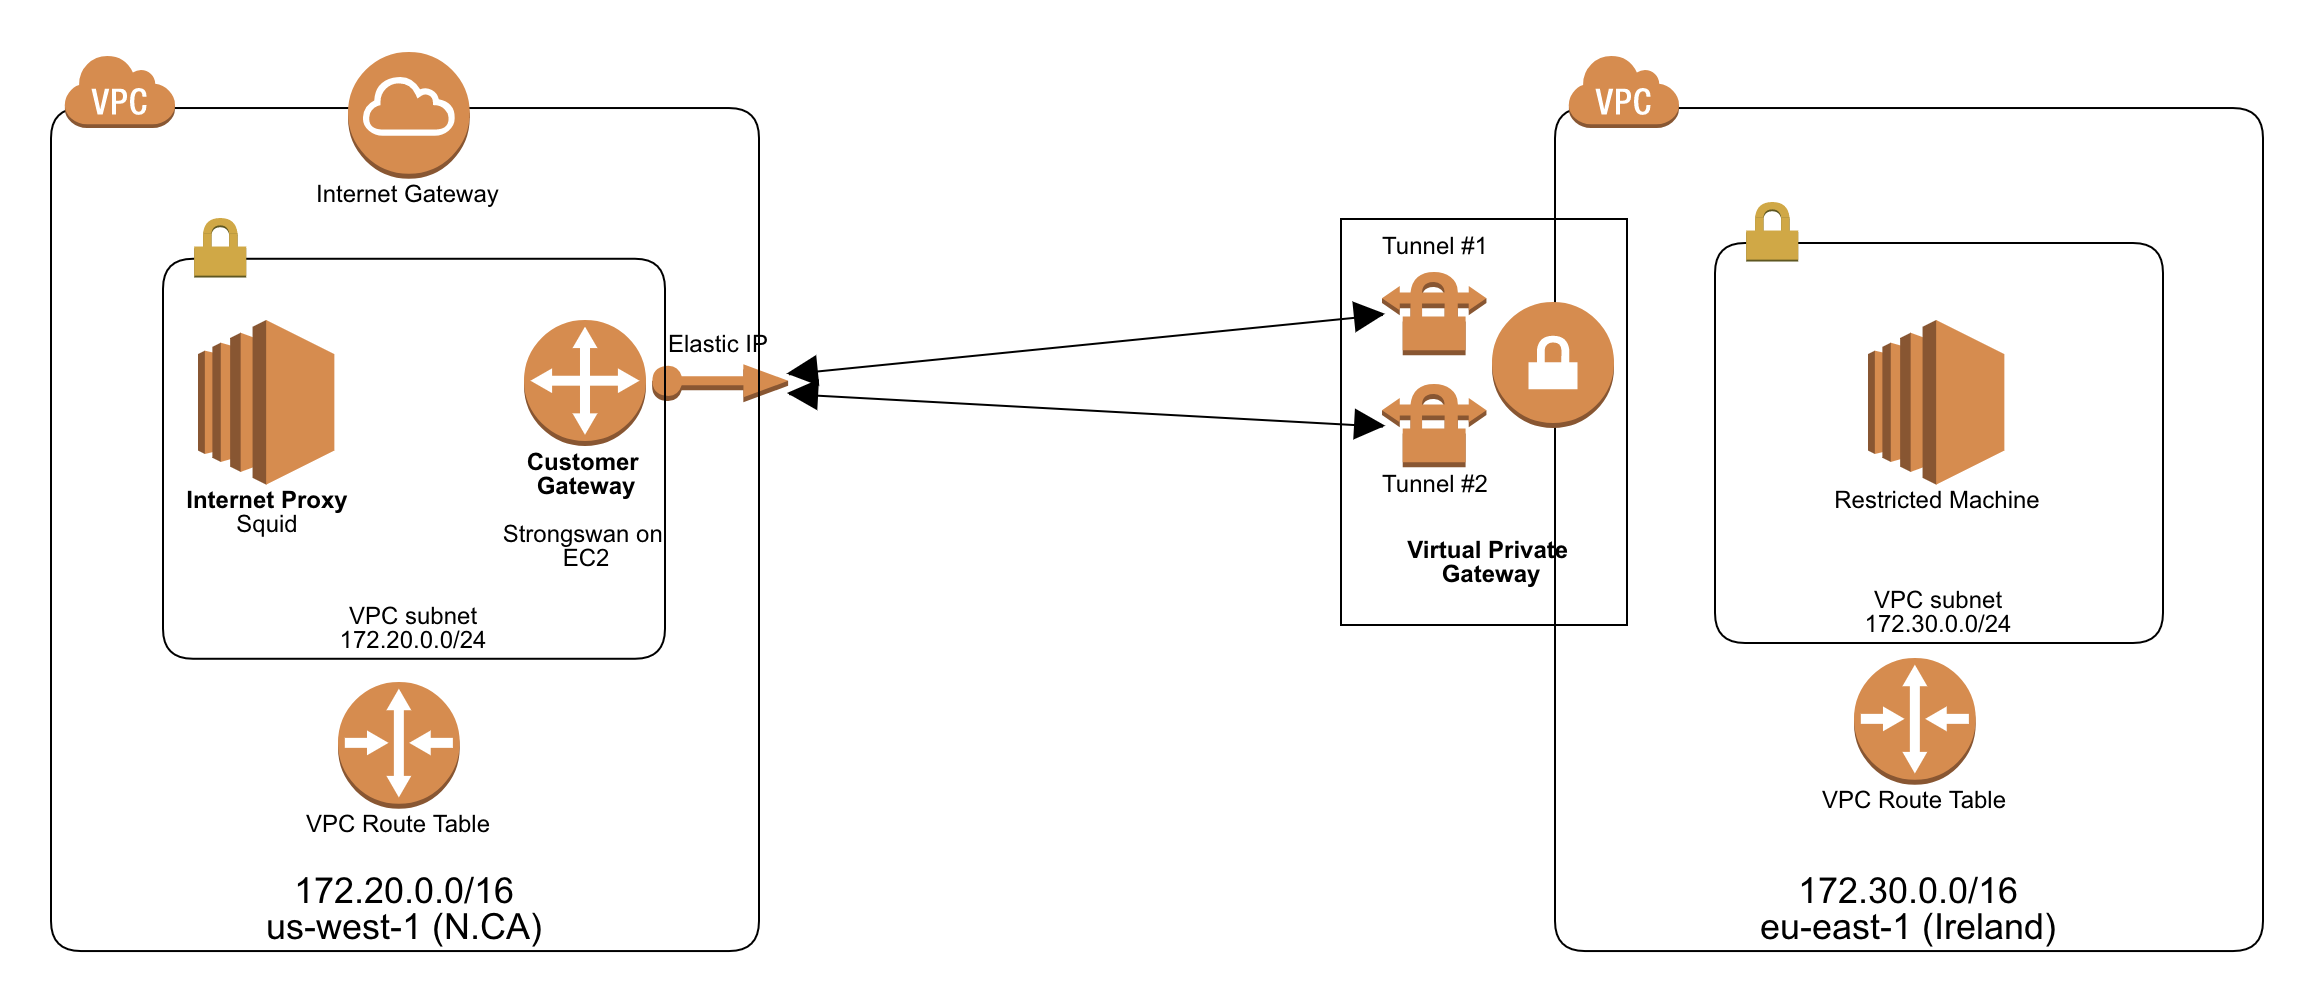 VPC
Internet Gateway
Internet Proxy
Squid
Customer
Gateway
Strongswan on
EC2
Elastic IP
VPC subnet
172.20.0.0/24
VPC Route Table
172.20.0.0/16
us-west-1 (N.CA)
Tunnel #1
Tunnel #2
Virtual Private
Gateway
VPC
Restricted Machine
VPC subnet
172.30.0.0/24
VPC Route Table
172.30.0.0/16
eu-east-1 (Ireland)